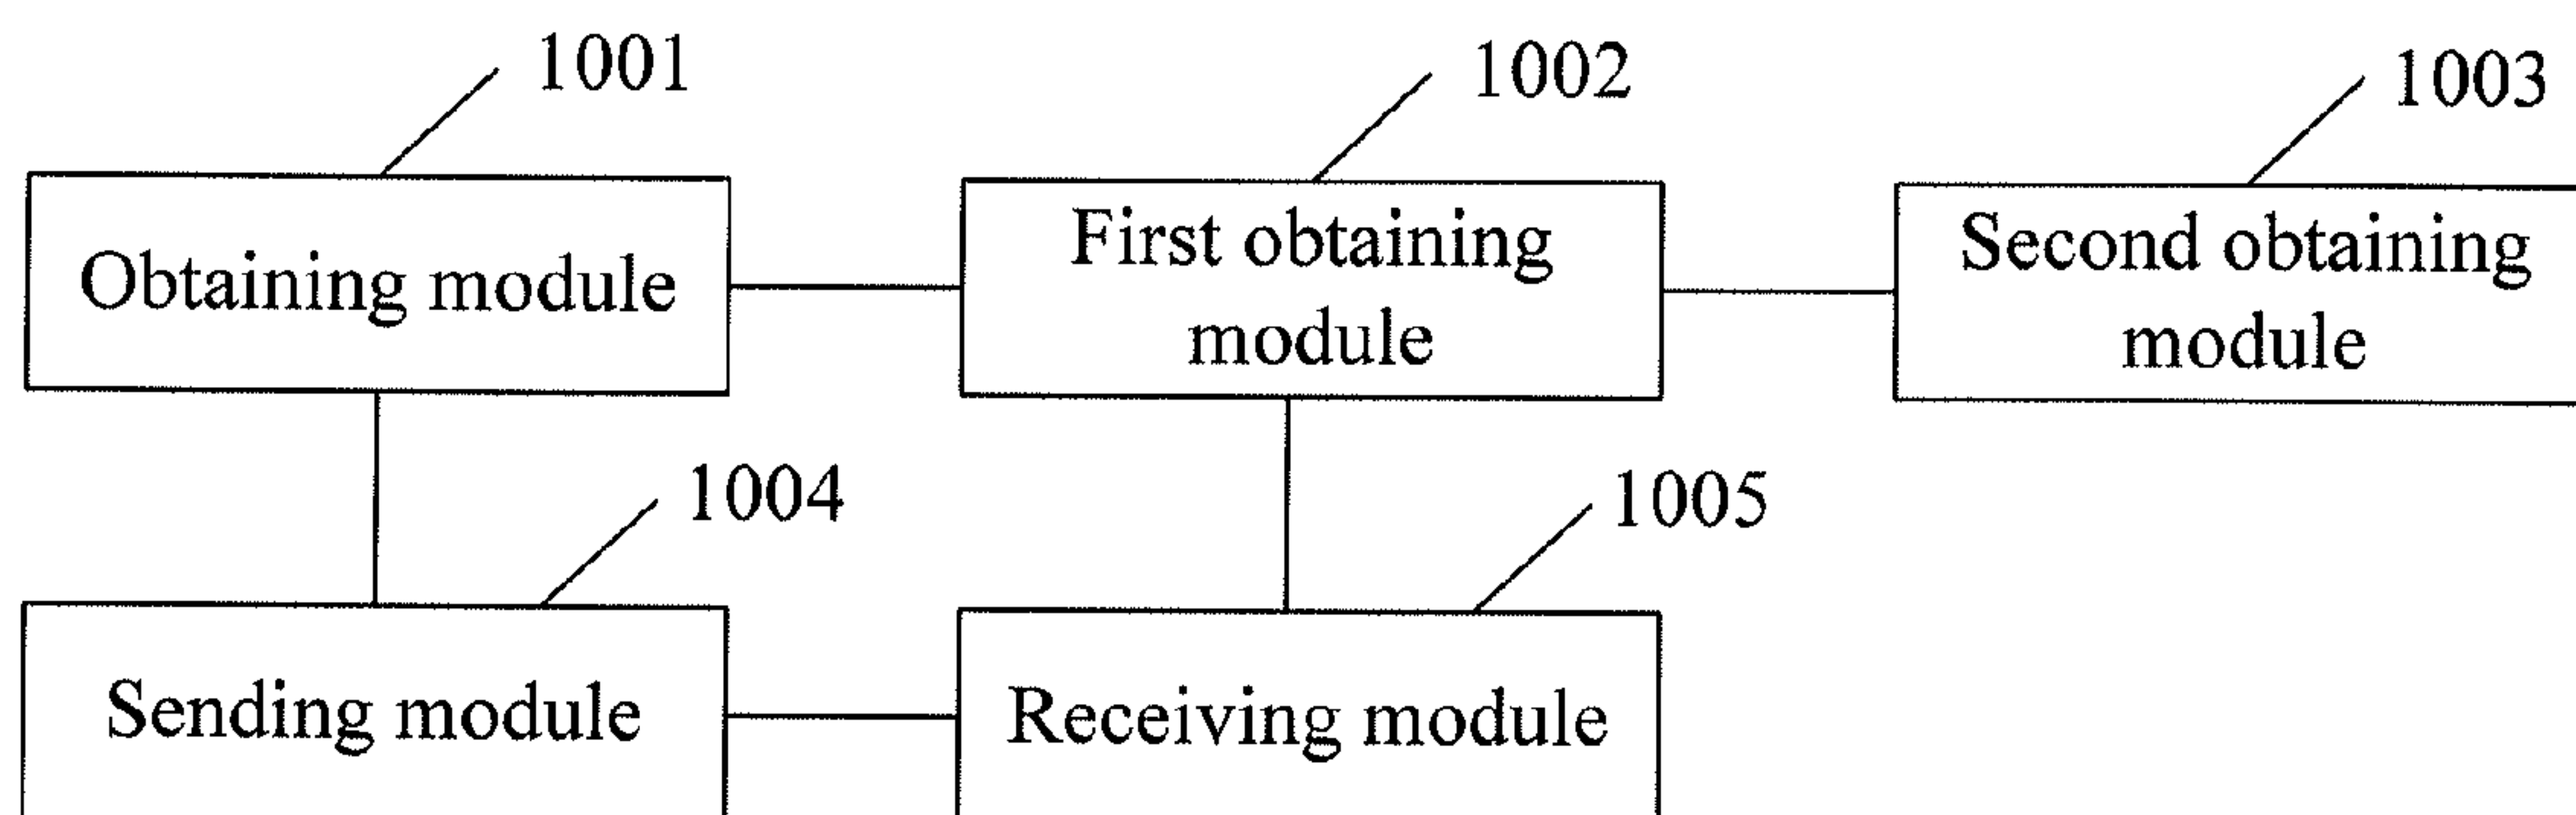 1001
1002
1003
Obtaining module
First obtaining
module
Second obtaining
module
1004
1005
Sending module
Receiving module